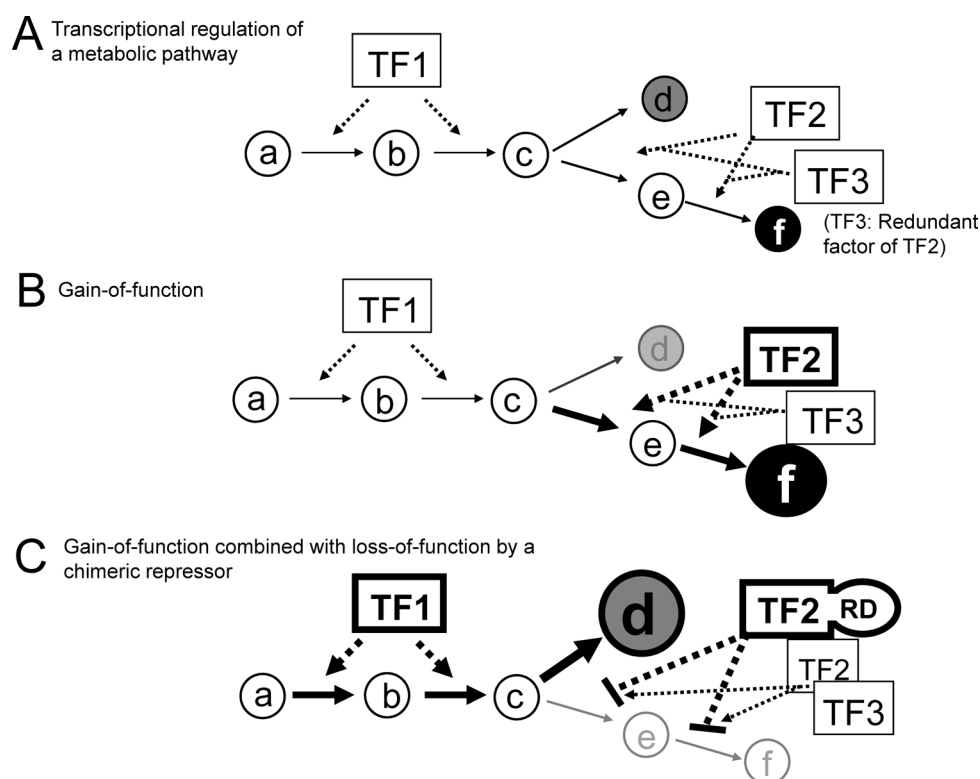 A
Transcriptional regulation of
a metabolic pathway
TF1
d
TF2
a
b
c
TF3
e
f
(TF3: Redundant
factor of TF2)
B
Gain-of-function
TF1
d
TF2
a
b
c
TF3
e
f
C
Gain-of-function combined with loss-of-function by a
chimeric repressor
TF1
d
TF2
RD
TF2
a
b
c
TF3
e
f